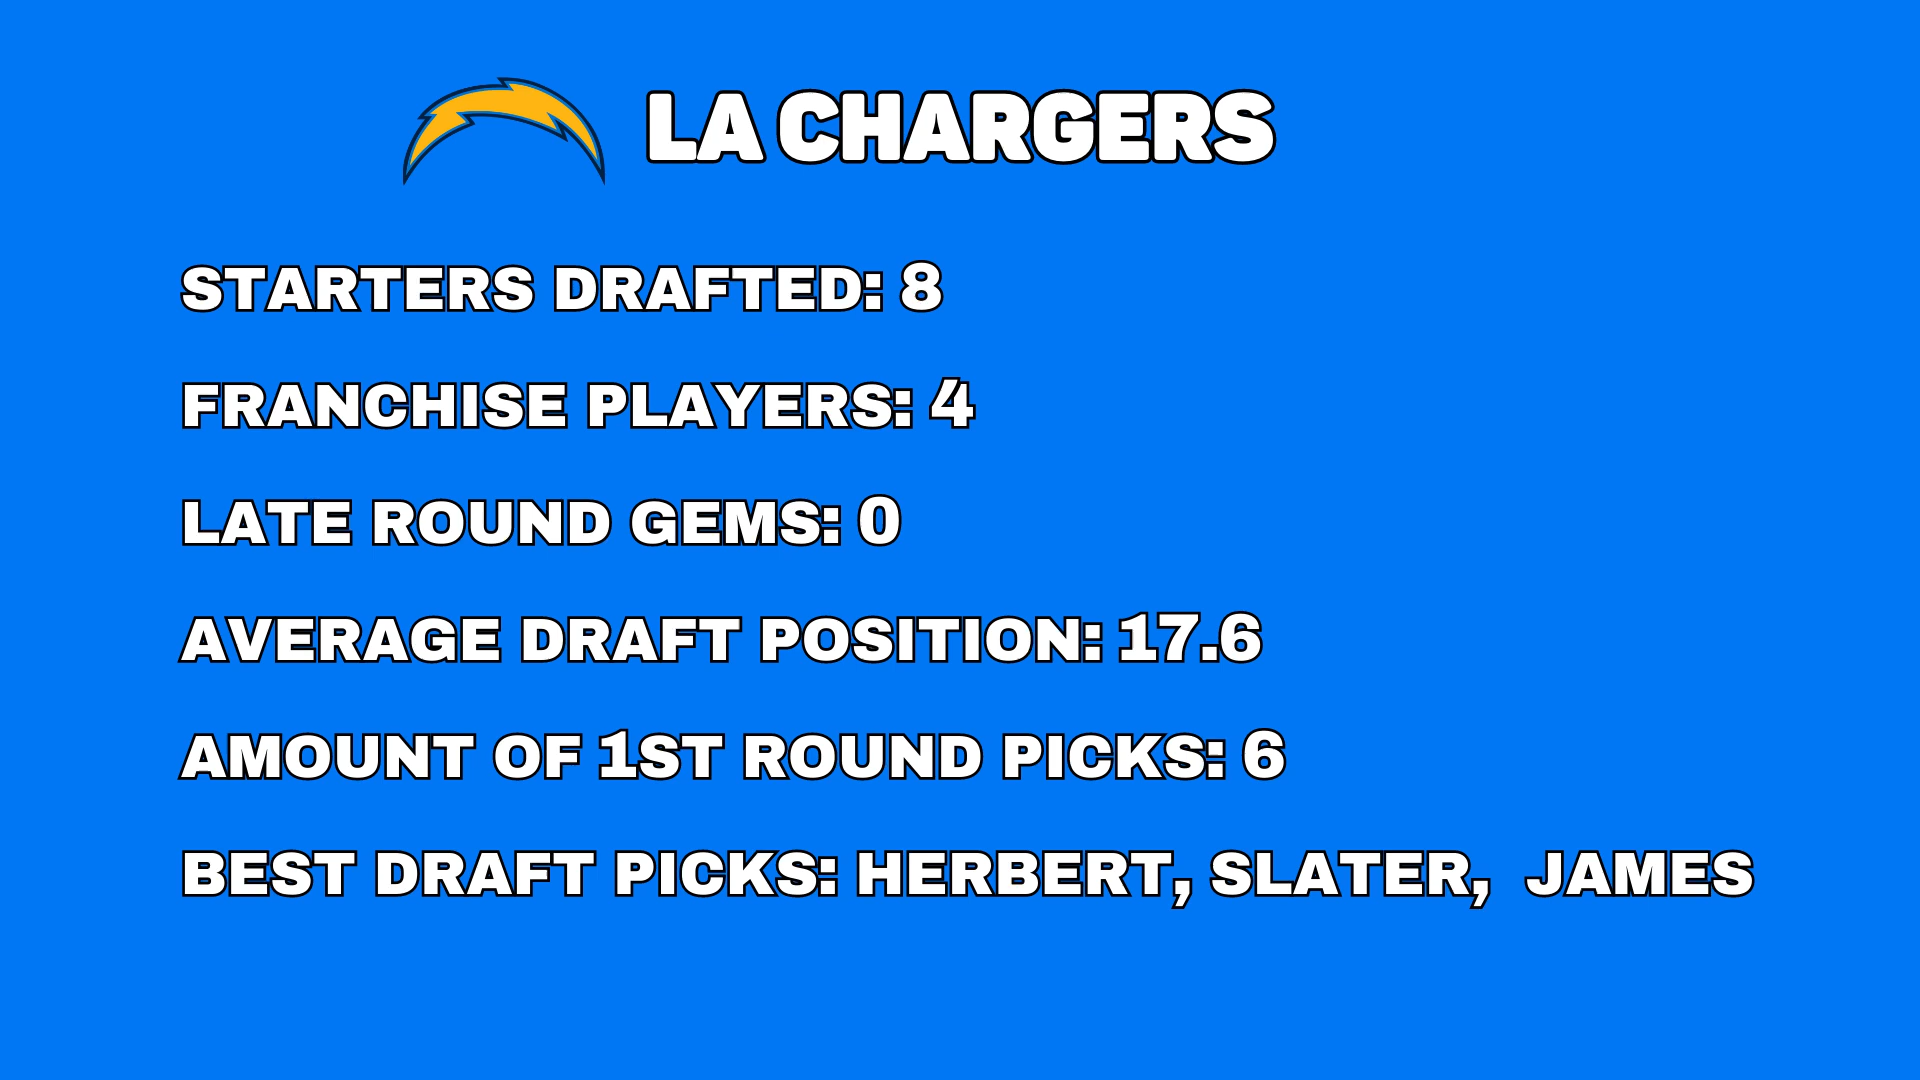 LA CHARGERS
STARTERS DRAFTED: 8
FRANCHISE PLAYERS: 4
LATE ROUND GEMS: 0
AVERAGE DRAFT POSITION: 17.6
AMOUNT OF 1ST ROUND PICKS: 6
BEST DRAFT PICKS: HERBERT, SLATER, JAMES